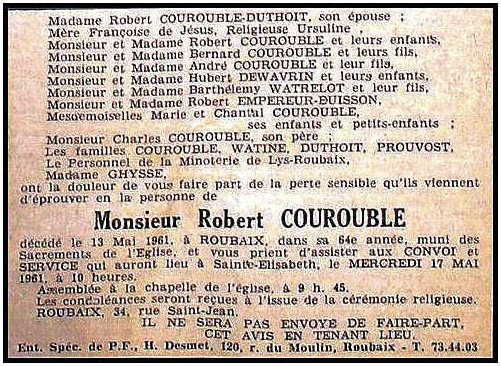 Madame Robert COUROUBLE-DUTHOIT, son épouse ;
Mère Françoise de Jésus, Religieuse Ursuline ,
Monsieur et Madame Robert COUROUBLE et leurs enfants,
Monsieur et Madame Bernard COUROUBLE et leurs fils,
Monsieur et Madame André COUROUBLE et leur fils,
Monsieur et Madame Hubert DEWAVRIN et leurs enfants,
Monsieur et Madame Barthélemy WATRELOT et leur fils,
Monsieur et Madame Robert EMPEREUR-BUISSON,
Mesdemoiselles Marie et Chantal COUROUBLE,
ses enfants et petits-enfants ;
Monsieur Charles COUROUBLE, son père ;
Les familles COUROUBLE, WATINE, DUTHOIT, PROUVOST,
Le Personnel de la Minoterie de Lys-Roubaix,
Madame GHYSSE,
ont la douleur de vous faire part de la perte sensible qu'ils viennent
d'éprouver en la personne de
Monsieur Robert COUROUBLE
décédé le 13 Mai 1961, à ROUBAIX, dans sa 64e année, muni des
Sacrements de l'Eglise, et vous prient d'assister aux CONVOI et
SERVICE qui auront lieu à Sainte-Elisabeth, le MERCREDI 17 MAI
1961, à 10 heures.
Assemblée à la chapelle de l'église, à 9 h. 45.
Les condoléances seront reçues à l'issue de la cérémonie religieuse.
ROUBAIX, 34, rue Saint-Jean.
IL NE SERA PAS ENVOYE DE FAIRE-PART,
CET AVIS EN TENANT LIEU.
Ent. Spéc. de P.F., H. Desmet, 120, r. du Moulin, Roubaix - T. 73.44.03